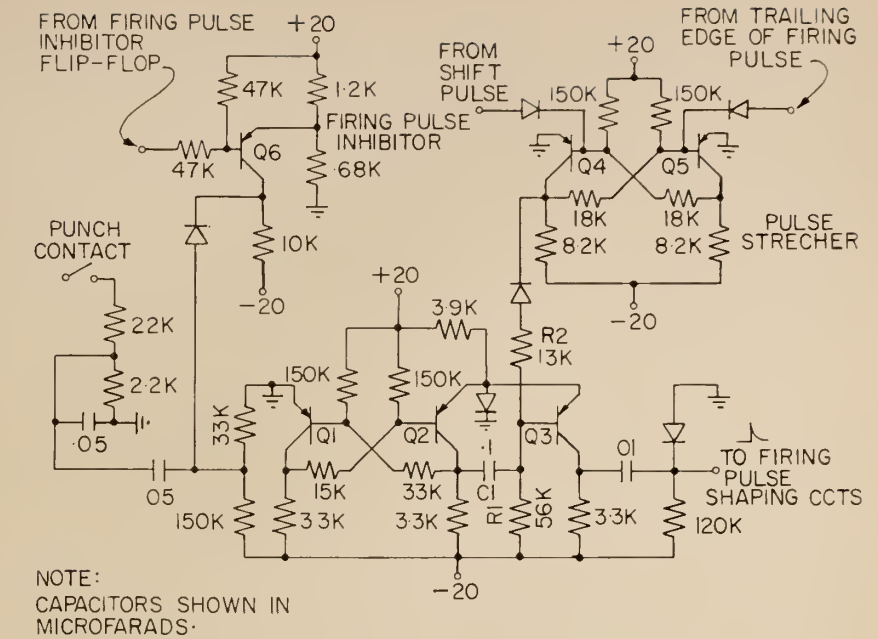 FROM FIRING PULSE
INHIBITOR
FLIP-FLOP
+20
47K
1.2K
47K
Q6
FIRING PULSE
INHIBITOR
.68K
10K
-20
PUNCH
CONTACT
22K
2.2K
.05
05
FROM
SHIFT
PULSE
+20
150K
150K
FROM TRAILING
EDGE OF FIRING
PULSE
Q4
Q5
18K
18K
8.2K
8.2K
PULSE
STRECHER
-20
+20
3.9K
R2
13K
150K
150K
33K
Q1
Q2
Q3
15K
33K
.1
C1
01
150K
3.3K
3.3K
R1
56K
3.3K
120K
-20
TO FIRING
PULSE
SHAPING CCTS
NOTE:
CAPACITORS SHOWN IN
MICROFARADS.